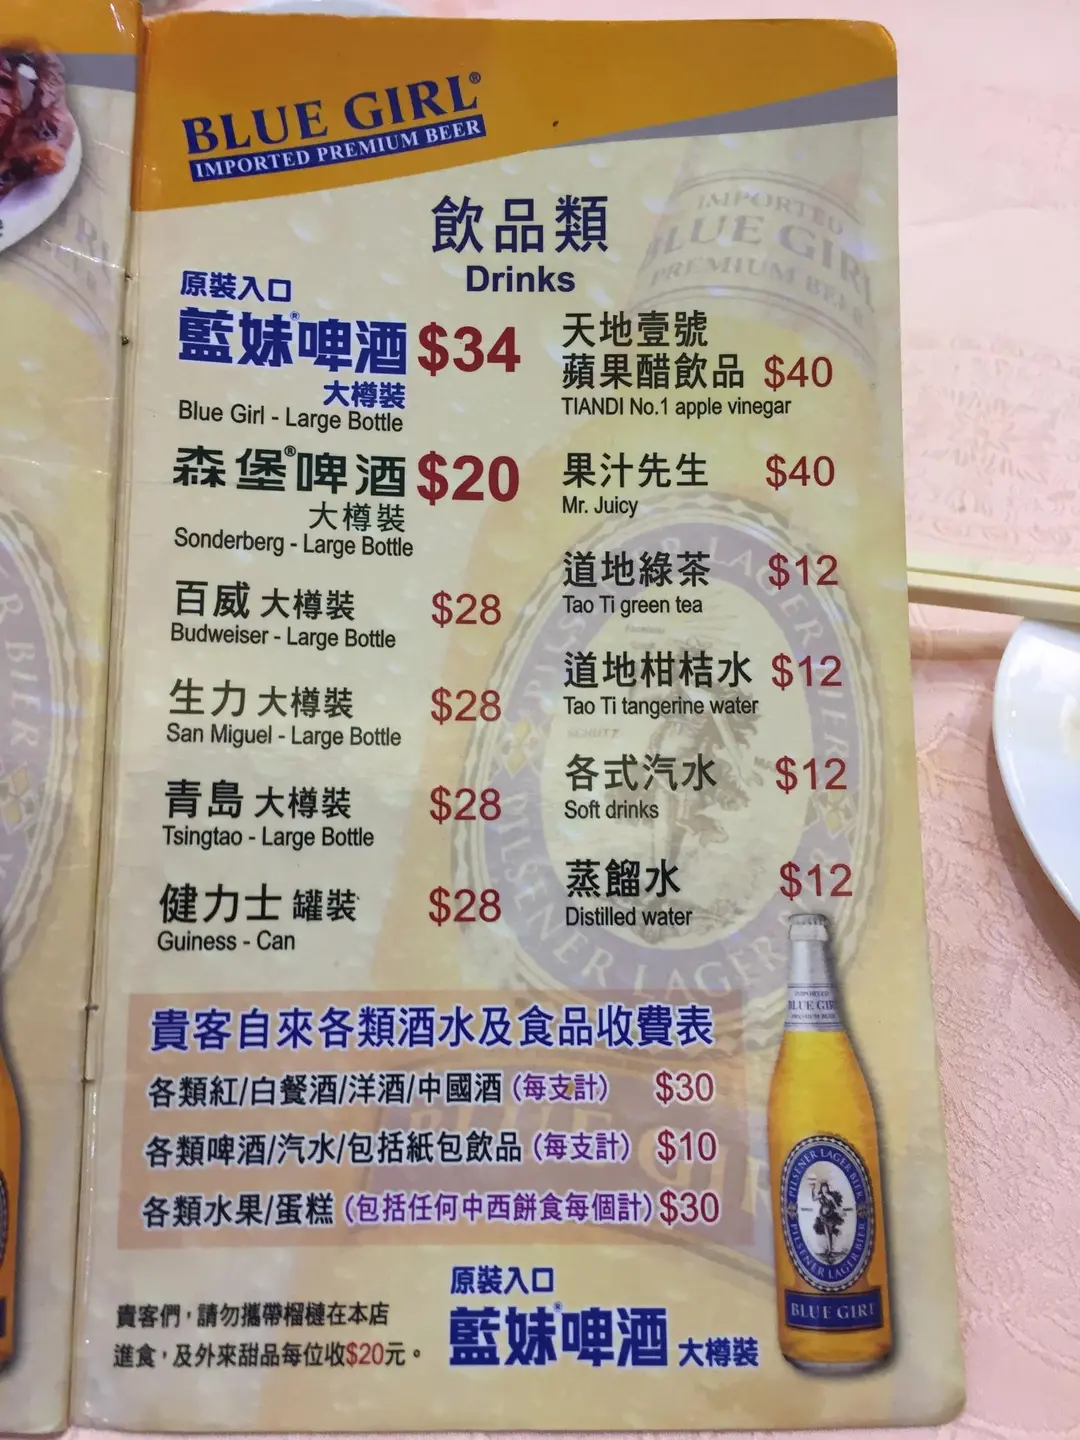 BLUE GIRL®
IMPORTED PREMIUM BEER
飲品類
Drinks
原裝入口
藍妹®啤酒 $34
大樽裝
Blue Girl - Large Bottle
森堡®啤酒 $20
大樽裝
Sonderberg - Large Bottle
百威 大樽裝 $28
Budweiser - Large Bottle
生力 大樽裝 $28
San Miguel - Large Bottle
青島 大樽裝 $28
Tsingtao - Large Bottle
健力士 罐裝 $28
Guiness - Can
天地壹號
蘋果醋飲品 $40
TIANDI No.1 apple vinegar
果汁先生 $40
Mr. Juicy
道地綠茶 $12
Tao Ti green tea
道地柑桔水 $12
Tao Ti tangerine water
各式汽水 $12
Soft drinks
蒸餾水 $12
Distilled water
貴客自來各類酒水及食品收費表
各類紅/白餐酒/洋酒/中國酒 (每支計) $30
各類啤酒/汽水/包括紙包飲品 (每支計) $10
各類水果/蛋糕 (包括任何中西餅食每個計) $30
貴客們，請勿攜帶榴槤在本店
進食，及外來甜品每位收$20元。
原裝入口
藍妹®啤酒 大樽裝
IMPORTED
BLUE GIRL
PREMIUM BEER
PILSENER LAGER BIER
PILSENER LAGER BIER
BLUE GIRL